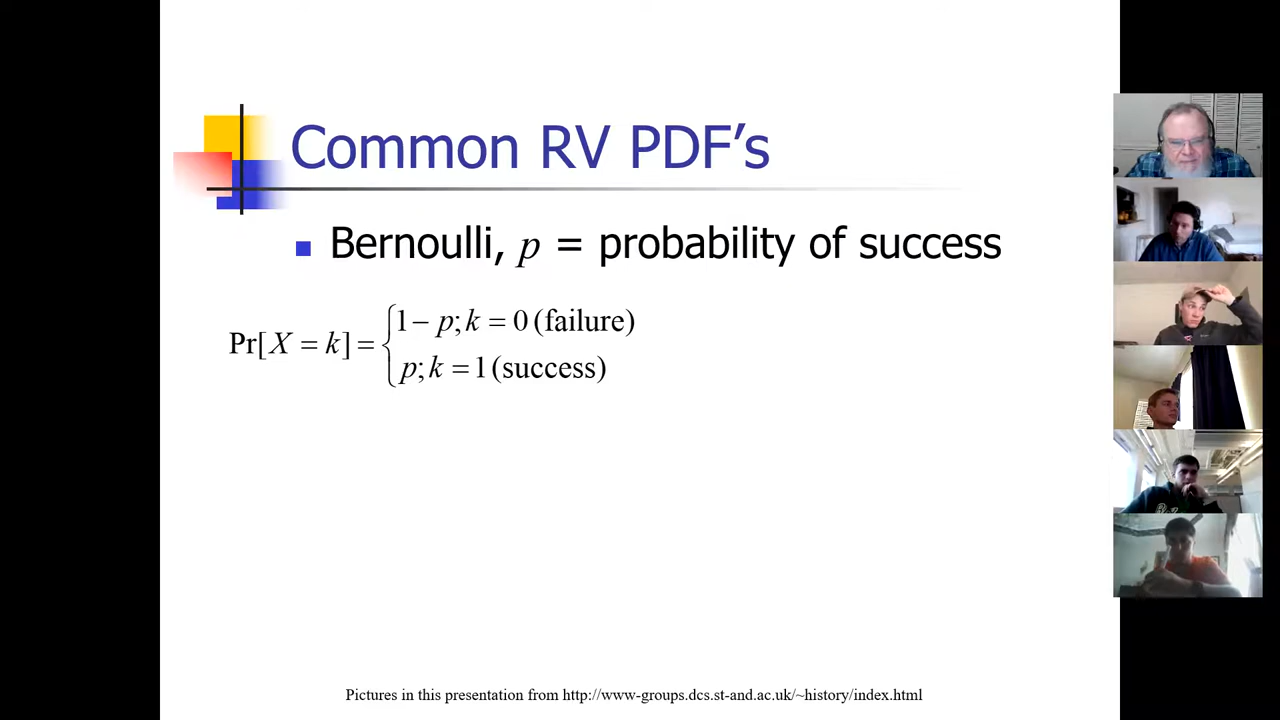 Common RV PDF’s
Bernoulli, p = probability of success
Pr[X = k] = { 1 − p; k = 0 (failure)
p; k = 1 (success)
Pictures in this presentation from http://www-groups.dcs.st-and.ac.uk/~history/index.html